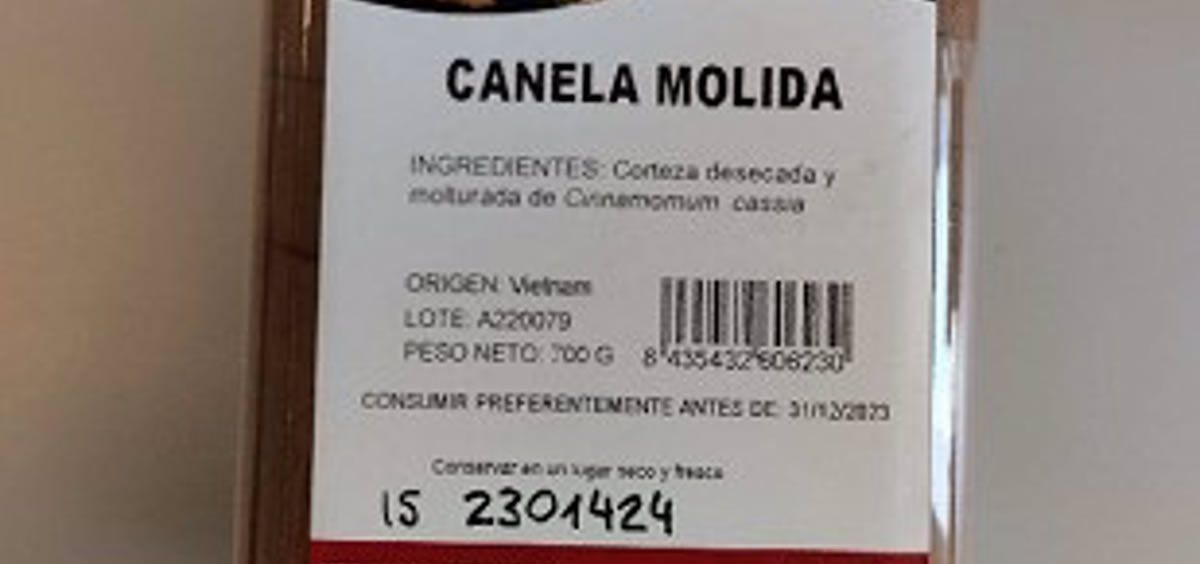 CANELA MOLIDA
INGREDIENTES: Corteza desecada y
molturada de Cinnamomum cassia
ORIGEN: Vietnam
LOTE: A220079
PESO NETO: 700 G
8 435432 606230
CONSUMIR PREFERENTEMENTE ANTES DE: 31/12/2023
Conservar en un lugar seco y fresco
IS 2301424